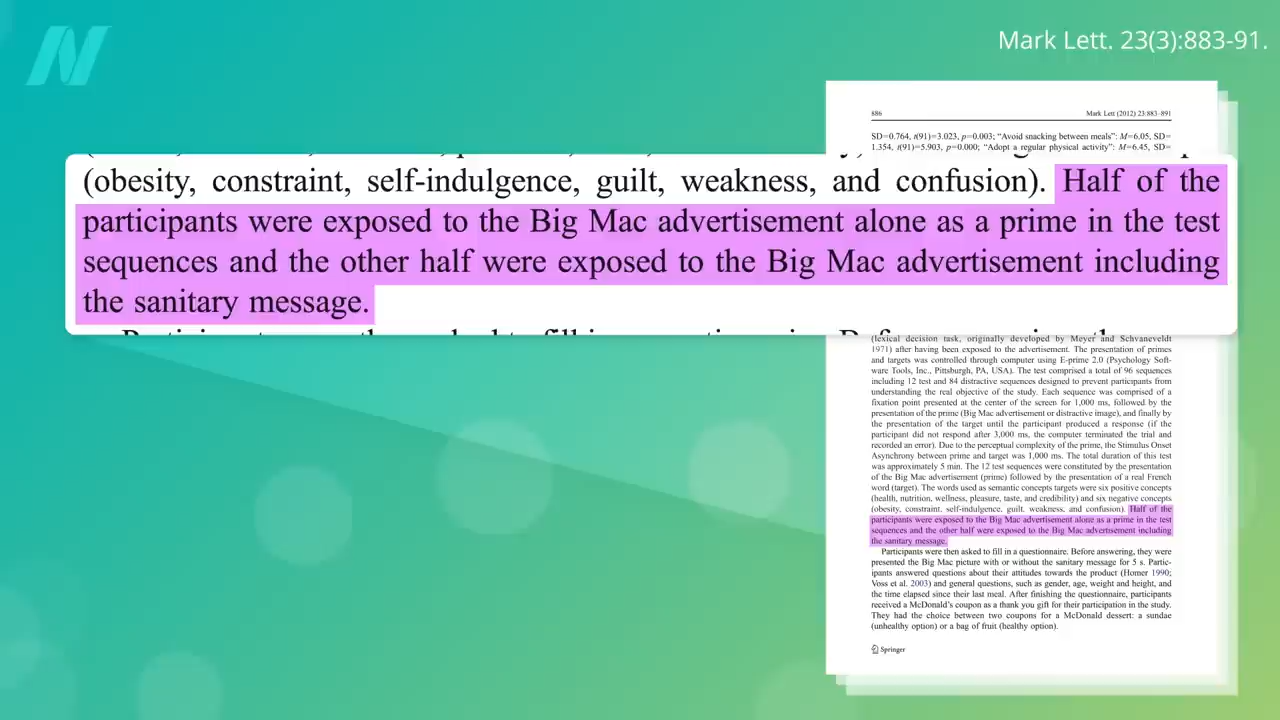 Mark Lett. 23(3):883-91.
886 Mark Lett (2012) 23:883–891
SD=0.764, t(91)=3.023, p=0.003; “Avoid snacking between meals”: M=6.05, SD=
1.354, t(91)=5.903, p=0.000; “Adopt a regular physical activity”: M=6.45, SD=
(obesity, constraint, self-indulgence, guilt, weakness, and confusion). Half of the
participants were exposed to the Big Mac advertisement alone as a prime in the test
sequences and the other half were exposed to the Big Mac advertisement including
the sanitary message.
(lexical decision task, originally developed by Meyer and Schvaneveldt
1971) after having been exposed to the advertisement. The presentation of primes
and targets was controlled through computer using E-prime 2.0 (Psychology Soft-
ware Tools, Inc., Pittsburgh, PA, USA). The test comprised a total of 96 sequences
including 12 test and 84 distractive sequences designed to prevent participants from
understanding the real objective of the study. Each sequence was comprised of a
fixation point presented at the center of the screen for 1,000 ms, followed by the
presentation of the prime (Big Mac advertisement or distractive image), and finally by
the presentation of the target until the participant produced a response (if the
participant did not respond after 3,000 ms, the computer terminated the trial and
recorded an error). Due to the perceptual complexity of the prime, the Stimulus Onset
Asynchrony between prime and target was 1,000 ms. The total duration of this test
was approximately 5 min. The 12 test sequences were constituted by the presentation
of the Big Mac advertisement (prime) followed by the presentation of a real French
word (target). The words used as semantic concepts targets were six positive concepts
(health, nutrition, wellness, pleasure, taste, and credibility) and six negative concepts
(obesity, constraint, self-indulgence, guilt, weakness, and confusion). Half of the
participants were exposed to the Big Mac advertisement alone as a prime in the test
sequences and the other half were exposed to the Big Mac advertisement including
the sanitary message.
Participants were then asked to fill in a questionnaire. Before answering, they were
presented the Big Mac picture with or without the sanitary message for 5 s. Partic-
ipants answered questions about their attitudes towards the product (Homer 1990;
Voss et al. 2003) and general questions, such as gender, age, weight and height, and
the time elapsed since their last meal. After finishing the questionnaire, participants
received a McDonald's coupon as a thank you gift for their participation in the study.
They had the choice between two coupons for a McDonald dessert: a sundae
(unhealthy option) or a bag of fruit (healthy option).
Springer